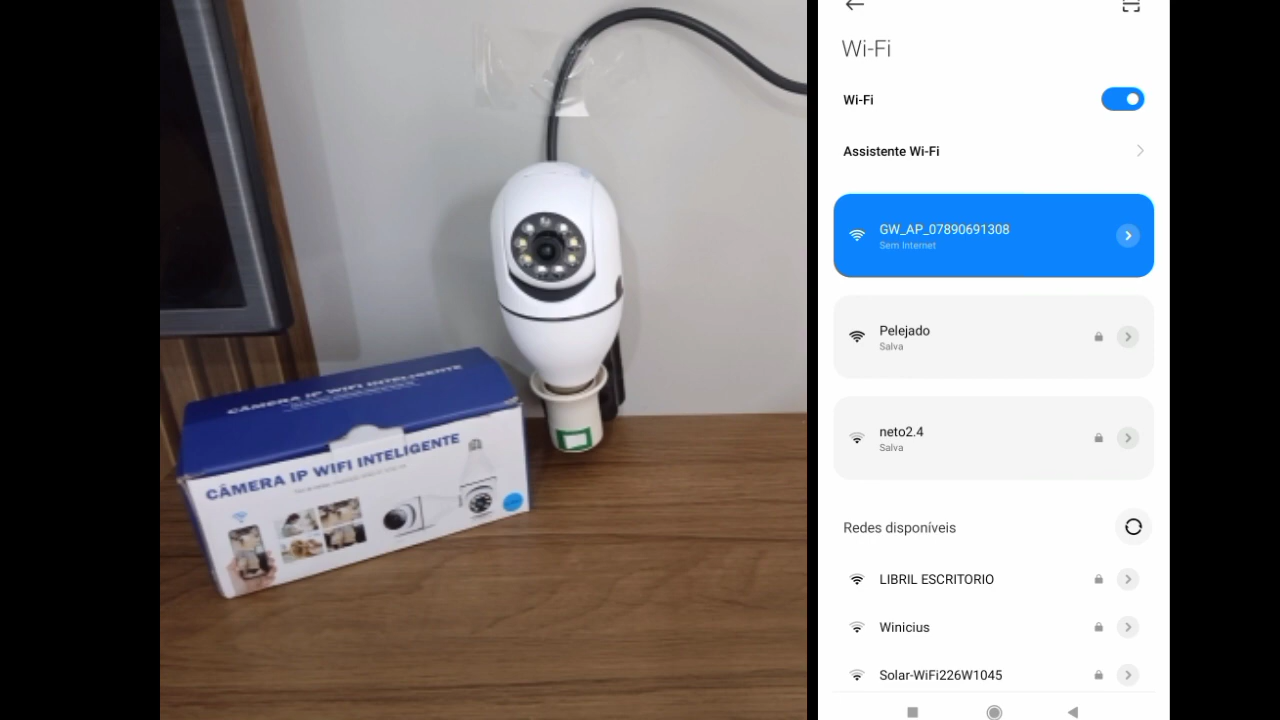 CÂMERA IP WIFI INTELIGENTE
CÂMERA IP WIFI INTELIGENTE
Wi-Fi
Wi-Fi
Assistente Wi-Fi
GW_AP_07890691308
Sem Internet
Pelejado
Salva
neto2.4
Salva
Redes disponíveis
LIBRIL ESCRITORIO
Winicius
Solar-WiFi226W1045